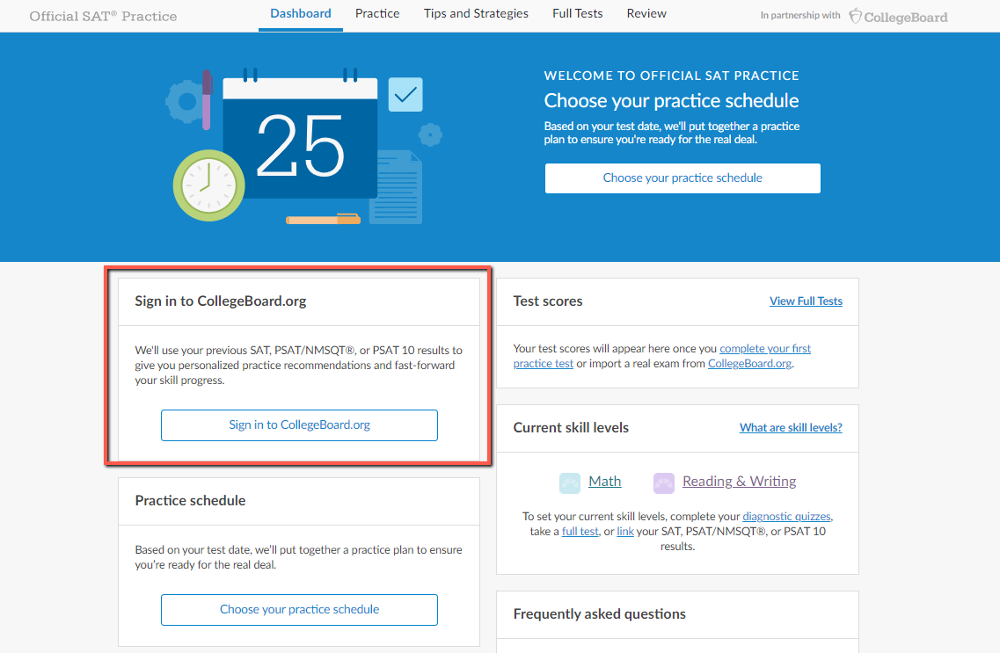 Official SAT® Practice
Dashboard
Practice
Tips and Strategies
Full Tests
Review
In partnership with
CollegeBoard
25
WELCOME TO OFFICIAL SAT PRACTICE
Choose your practice schedule
Based on your test date, we'll put together a practice
plan to ensure you're ready for the real deal.
Choose your practice schedule
Sign in to CollegeBoard.org
We'll use your previous SAT, PSAT/NMSQT®, or PSAT 10 results to
give you personalized practice recommendations and fast-forward
your skill progress.
Sign in to CollegeBoard.org
Practice schedule
Based on your test date, we'll put together a practice plan to ensure
you're ready for the real deal.
Choose your practice schedule
Test scores
View Full Tests
Your test scores will appear here once you complete your first
practice test or import a real exam from CollegeBoard.org.
Current skill levels
What are skill levels?
Math
Reading & Writing
To set your current skill levels, complete your diagnostic quizzes,
take a full test, or link your SAT, PSAT/NMSQT®, or PSAT 10
results.
Frequently asked questions